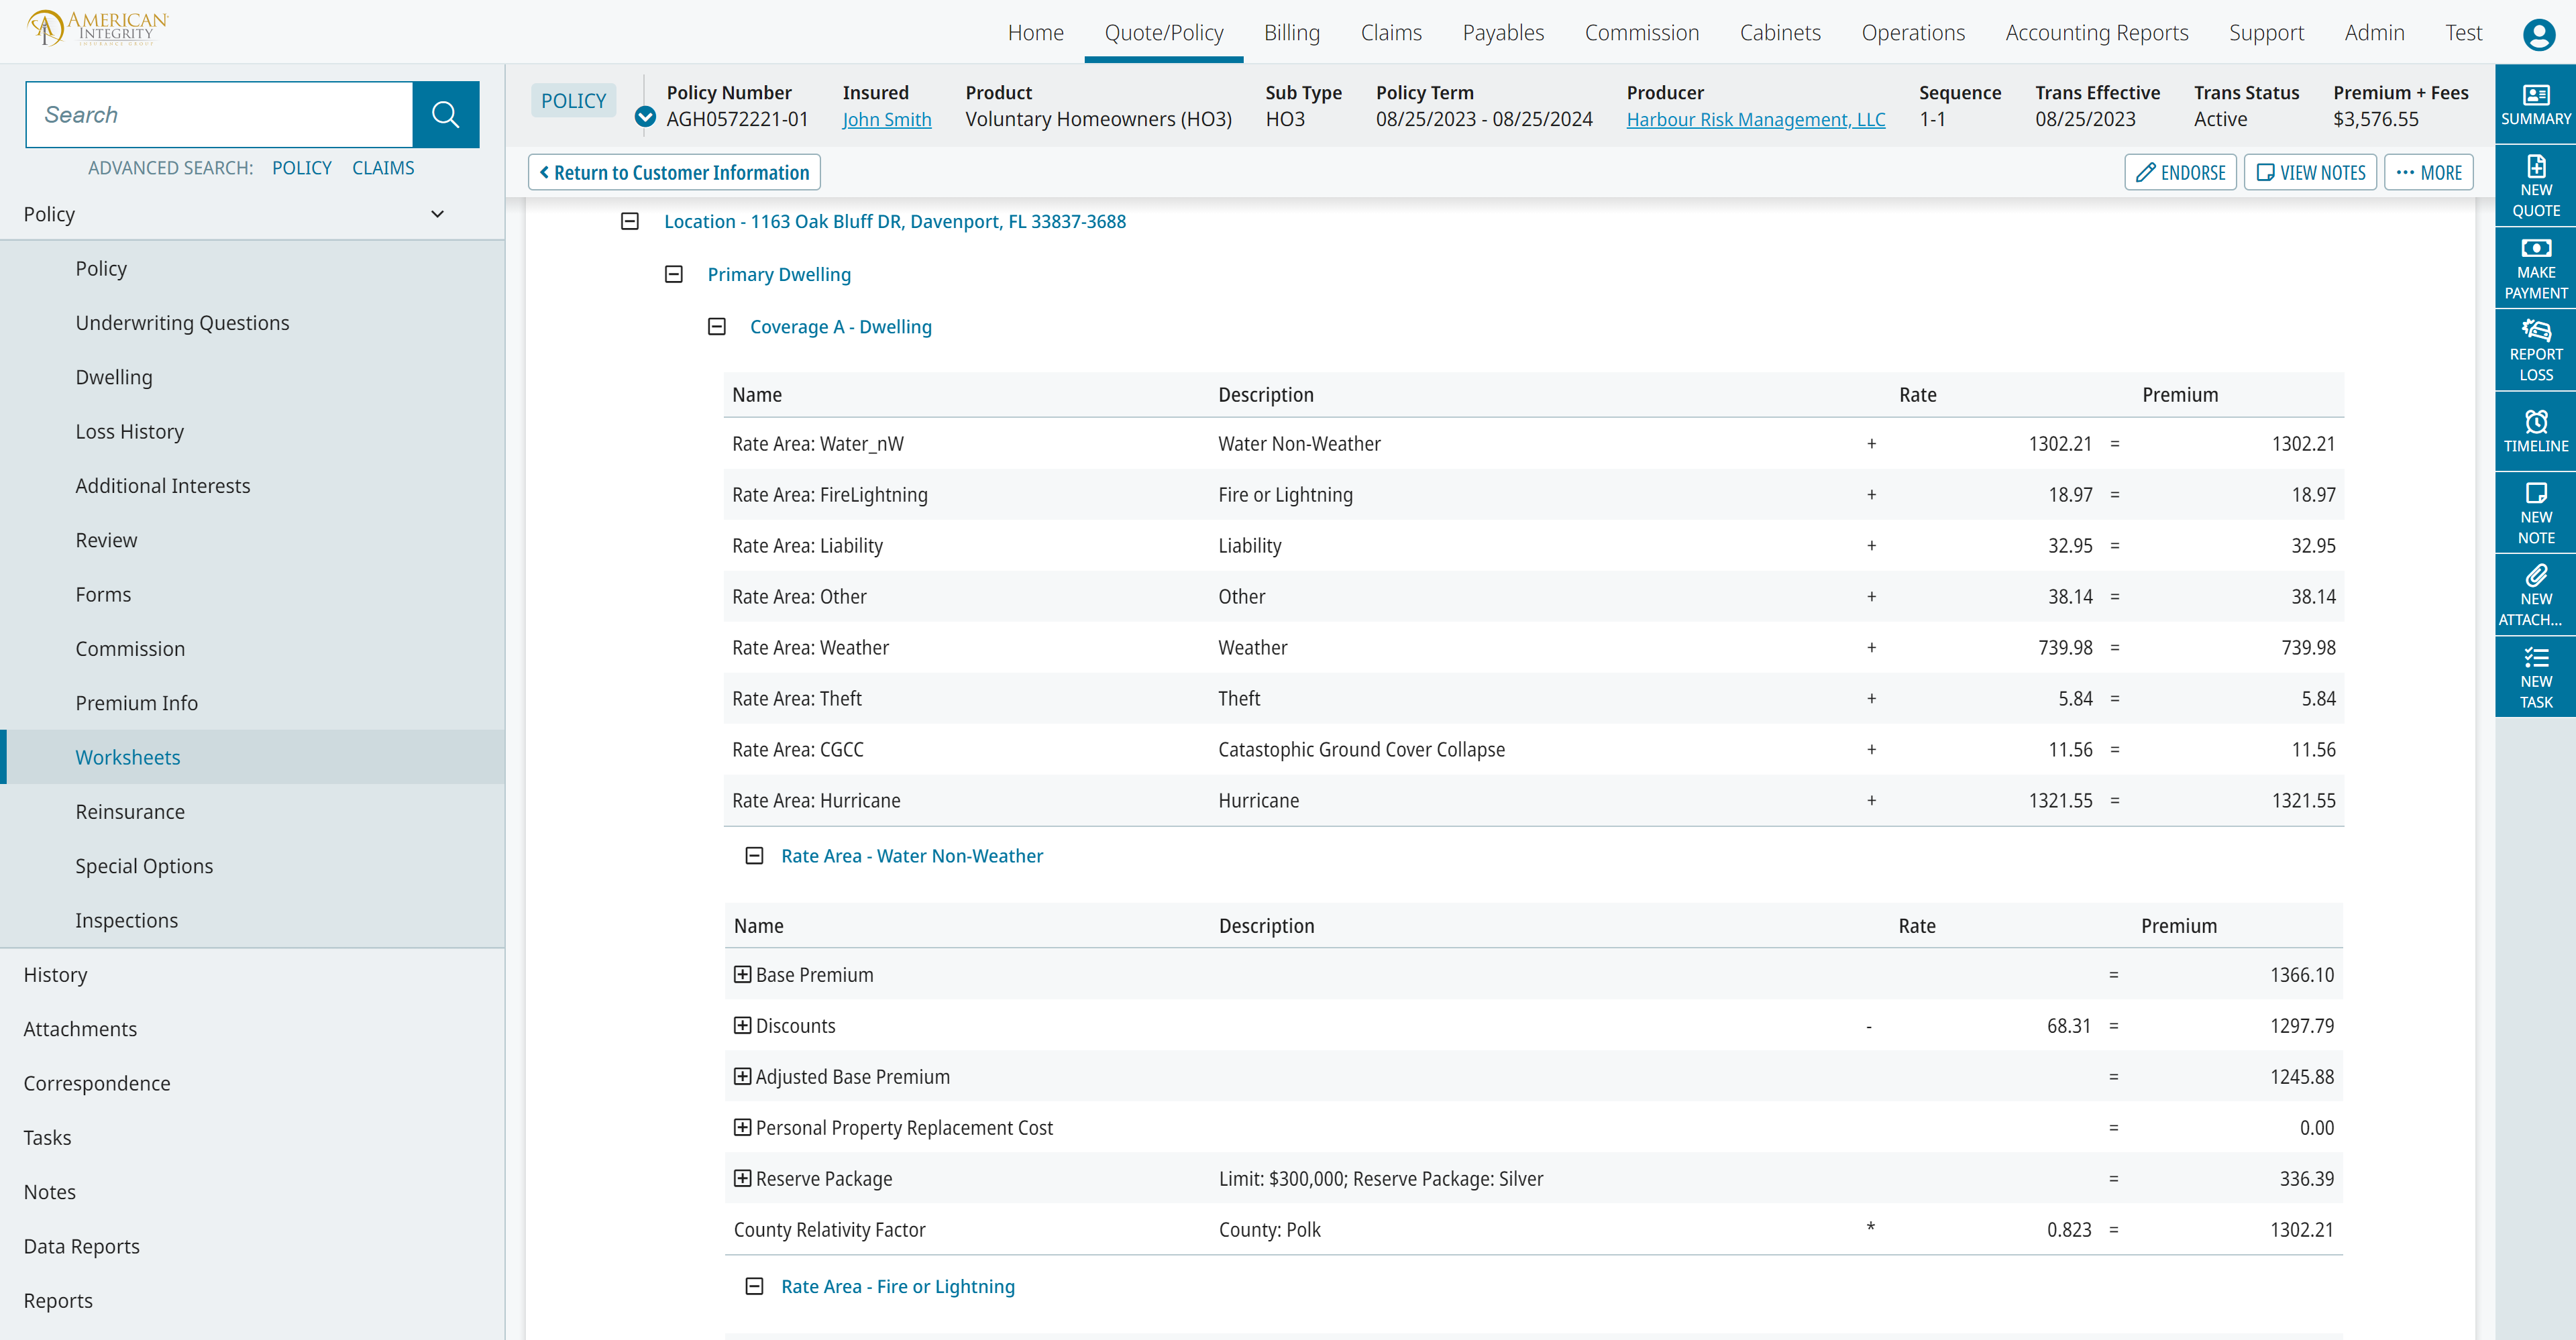 AMERICAN
INTEGRITY
INSURANCE GROUP
Home Quote/Policy Billing Claims Payables Commission Cabinets Operations Accounting Reports Support Admin Test
Search
ADVANCED SEARCH: POLICY CLAIMS
Policy
Policy
Underwriting Questions
Dwelling
Loss History
Additional Interests
Review
Forms
Commission
Premium Info
Worksheets
Reinsurance
Special Options
Inspections
History
Attachments
Correspondence
Tasks
Notes
Data Reports
Reports
POLICY
Policy Number Insured Product Sub Type Policy Term Producer Sequence Trans Effective Trans Status Premium + Fees
AGH0572221-01 John Smith Voluntary Homeowners (HO3) HO3 08/25/2023 - 08/25/2024 Harbour Risk Management, LLC 1-1 08/25/2023 Active $3,576.55
Return to Customer Information ENDORSE VIEW NOTES ··· MORE
Location - 1163 Oak Bluff DR, Davenport, FL 33837-3688
Primary Dwelling
Coverage A - Dwelling
Name Description Rate Premium
Rate Area: Water_nW Water Non-Weather + 1302.21 = 1302.21
Rate Area: FireLightning Fire or Lightning + 18.97 = 18.97
Rate Area: Liability Liability + 32.95 = 32.95
Rate Area: Other Other + 38.14 = 38.14
Rate Area: Weather Weather + 739.98 = 739.98
Rate Area: Theft Theft + 5.84 = 5.84
Rate Area: CGCC Catastophic Ground Cover Collapse + 11.56 = 11.56
Rate Area: Hurricane Hurricane + 1321.55 = 1321.55
Rate Area - Water Non-Weather
Name Description Rate Premium
Base Premium = 1366.10
Discounts - 68.31 = 1297.79
Adjusted Base Premium = 1245.88
Personal Property Replacement Cost = 0.00
Reserve Package Limit: $300,000; Reserve Package: Silver = 336.39
County Relativity Factor County: Polk * 0.823 = 1302.21
Rate Area - Fire or Lightning
SUMMARY
NEW
QUOTE
MAKE
PAYMENT
REPORT
LOSS
TIMELINE
NEW
NOTE
NEW
ATTACH...
NEW
TASK